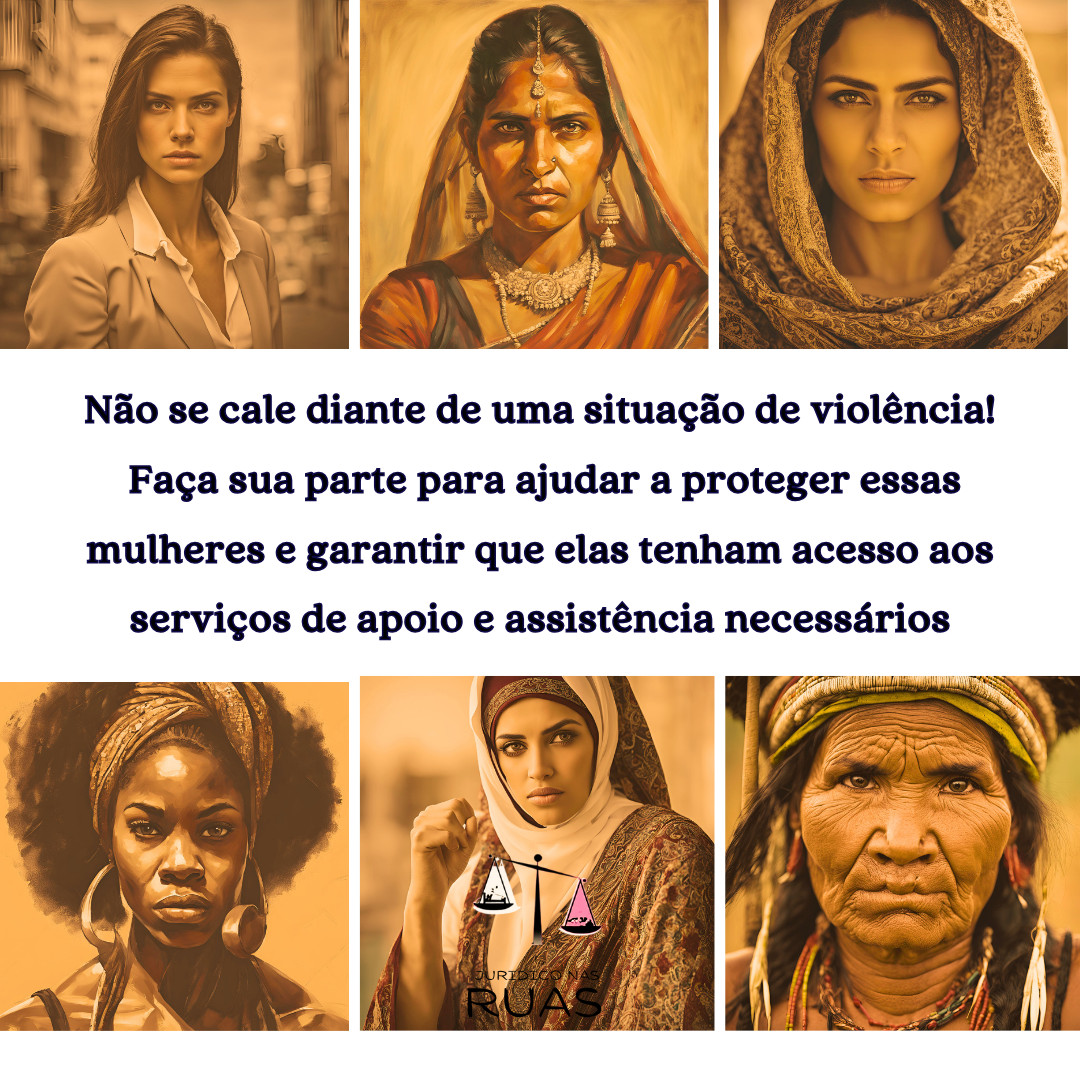 Não se cale diante de uma situação de violência!
Faça sua parte para ajudar a proteger essas
mulheres e garantir que elas tenham acesso aos
serviços de apoio e assistência necessários
JURIDICO NAS
RUAS